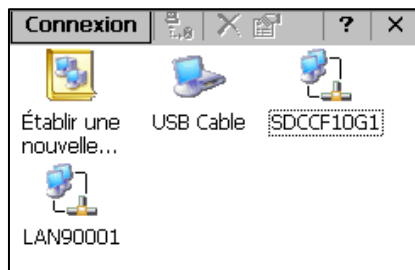 Connexion ? ×
Établir une
nouvelle...
USB Cable
SDCCF10G1
LAN90001